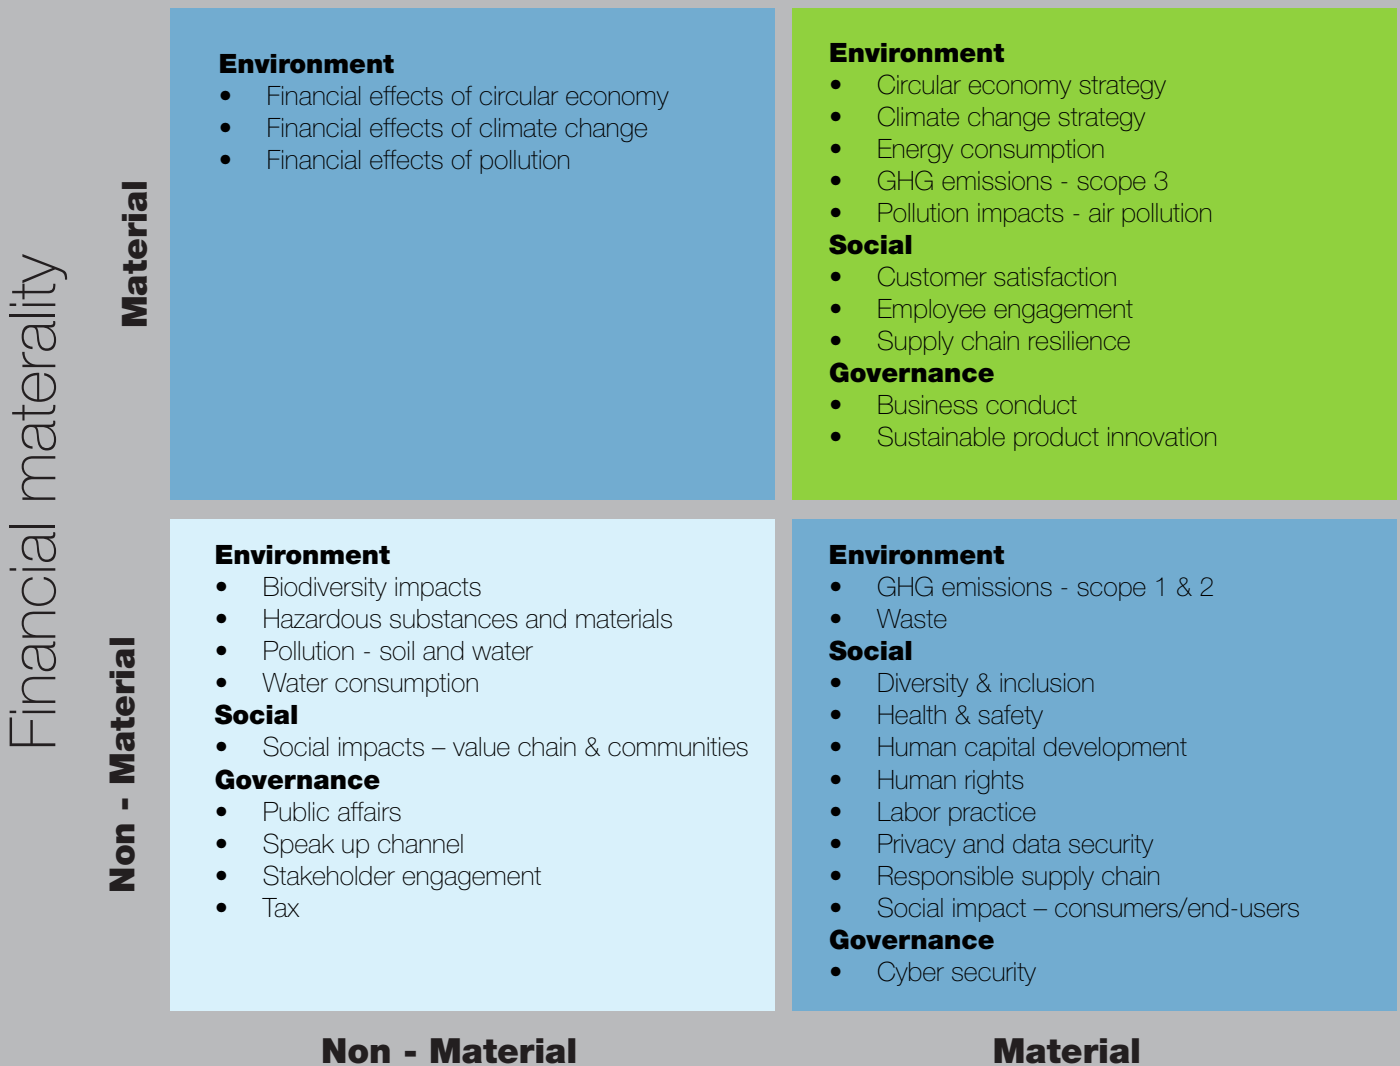 Financial materality
Material
Environment
• Financial effects of circular economy
• Financial effects of climate change
• Financial effects of pollution
Environment
• Circular economy strategy
• Climate change strategy
• Energy consumption
• GHG emissions - scope 3
• Pollution impacts - air pollution
Social
• Customer satisfaction
• Employee engagement
• Supply chain resilience
Governance
• Business conduct
• Sustainable product innovation
Non - Material
Environment
• Biodiversity impacts
• Hazardous substances and materials
• Pollution - soil and water
• Water consumption
Social
• Social impacts – value chain & communities
Governance
• Public affairs
• Speak up channel
• Stakeholder engagement
• Tax
Environment
• GHG emissions - scope 1 & 2
• Waste
Social
• Diversity & inclusion
• Health & safety
• Human capital development
• Human rights
• Labor practice
• Privacy and data security
• Responsible supply chain
• Social impact – consumers/end-users
Governance
• Cyber security
Non - Material
Material